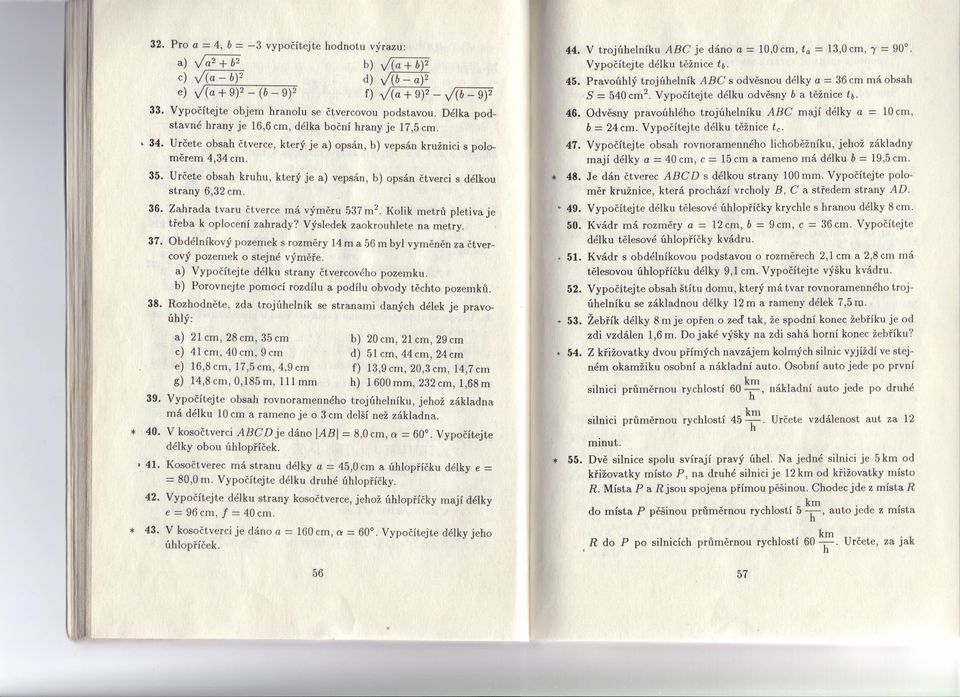 32. Pro a = 4, b = −3 vypočítejte hodnotu výrazu:
a) √(a² + b²)
b) √((a + b)²)
c) √((a − b)²)
d) √((b − a)²)
e) √((a + 9)² − (b − 9)²)
f) √((a + 9)²) − √((b − 9)²)
33. Vypočítejte objem hranolu se čtvercovou podstavou. Délka pod-
stavné hrany je 16,6 cm, délka boční hrany je 17,5 cm.
34. Určete obsah čtverce, který je a) opsán, b) vepsán kružnici s polo-
měrem 4,34 cm.
35. Určete obsah kruhu, který je a) vepsán, b) opsán čtverci s délkou
strany 6,32 cm.
36. Zahrada tvaru čtverce má výměru 537 m². Kolik metrů pletiva je
třeba k oplocení zahrady? Výsledek zaokrouhlete na metry.
37. Obdélníkový pozemek s rozměry 14 m a 56 m byl vyměněn za čtver-
cový pozemek o stejné výměře.
a) Vypočítejte délku strany čtvercového pozemku.
b) Porovnejte pomocí rozdílu a podílu obvody těchto pozemků.
38. Rozhodněte, zda trojúhelník se stranami daných délek je pravo-
úhlý:
a) 21 cm, 28 cm, 35 cm
b) 20 cm, 21 cm, 29 cm
c) 41 cm, 40 cm, 9 cm
d) 51 cm, 44 cm, 24 cm
e) 16,8 cm, 17,5 cm, 4,9 cm
f) 13,9 cm, 20,3 cm, 14,7 cm
g) 14,8 cm, 0,185 m, 111 mm
h) 1 600 mm, 232 cm, 1,68 m
39. Vypočítejte obsah rovnoramenného trojúhelníku, jehož základna
má délku 10 cm a rameno je o 3 cm delší než základna.
* 40. V kosočtverci ABCD je dáno |AB| = 8,0 cm, α = 60°. Vypočítejte
délky obou úhlopříček.
41. Kosočtverec má stranu délky a = 45,0 cm a úhlopříčku délky e =
= 80,0 m. Vypočítejte délku druhé úhlopříčky.
42. Vypočítejte délku strany kosočtverce, jehož úhlopříčky mají délky
e = 96 cm, f = 40 cm.
* 43. V kosočtverci je dáno a = 160 cm, α = 60°. Vypočítejte délky jeho
úhlopříček.
56
44. V trojúhelníku ABC je dáno a = 10,0 cm, tₐ = 13,0 cm, γ = 90°.
Vypočítejte délku těžnice t_b.
45. Pravoúhlý trojúhelník ABC s odvěsnou délky a = 36 cm má obsah
S = 540 cm². Vypočítejte délku odvěsny b a těžnice t_b.
46. Odvěsny pravoúhlého trojúhelníku ABC mají délky a = 10 cm,
b = 24 cm. Vypočítejte délku těžnice t_c.
47. Vypočítejte obsah rovnoramenného lichoběžníku, jehož základny
mají délky a = 40 cm, c = 15 cm a rameno má délku b = 19,5 cm.
* 48. Je dán čtverec ABCD s délkou strany 100 mm. Vypočítejte polo-
měr kružnice, která prochází vrcholy B, C a středem strany AD.
49. Vypočítejte délku tělesové úhlopříčky krychle s hranou délky 8 cm.
50. Kvádr má rozměry a = 12 cm, b = 9 cm, c = 36 cm. Vypočítejte
délku tělesové úhlopříčky kvádru.
51. Kvádr s obdélníkovou podstavou o rozměrech 2,1 cm a 2,8 cm má
tělesovou úhlopříčku délky 9,1 cm. Vypočítejte výšku kvádru.
52. Vypočítejte obsah štítu domu, který má tvar rovnoramenného troj-
úhelníku se základnou délky 12 m a rameny délek 7,5 m.
53. Žebřík délky 8 m je opřen o zeď tak, že spodní konec žebříku je od
zdi vzdálen 1,6 m. Do jaké výšky na zdi sahá horní konec žebříku?
54. Z křižovatky dvou přímých navzájem kolmých silnic vyjíždí ve stej-
ném okamžiku osobní a nákladní auto. Osobní auto jede po první
silnici průměrnou rychlostí 60 km/h, nákladní auto jede po druhé
silnici průměrnou rychlostí 45 km/h. Určete vzdálenost aut za 12
minut.
* 55. Dvě silnice spolu svírají pravý úhel. Na jedné silnici je 5 km od
křižovatky místo P, na druhé silnici je 12 km od křižovatky místo
R. Místa P a R jsou spojena přímou pěšinou. Chodec jde z místa R
do místa P pěšinou průměrnou rychlostí 5 km/h, auto jede z místa
R do P po silnicích průměrnou rychlostí 60 km/h. Určete, za jak
57